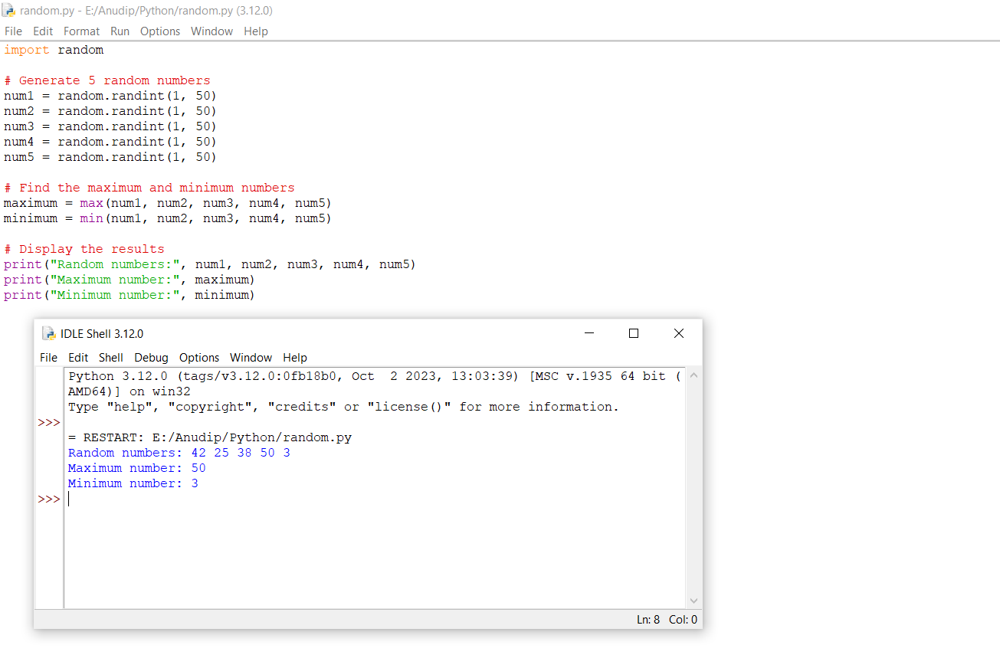 random.py - E:/Anudip/Python/random.py (3.12.0)
File Edit Format Run Options Window Help
import random
# Generate 5 random numbers
num1 = random.randint(1, 50)
num2 = random.randint(1, 50)
num3 = random.randint(1, 50)
num4 = random.randint(1, 50)
num5 = random.randint(1, 50)
# Find the maximum and minimum numbers
maximum = max(num1, num2, num3, num4, num5)
minimum = min(num1, num2, num3, num4, num5)
# Display the results
print("Random numbers:", num1, num2, num3, num4, num5)
print("Maximum number:", maximum)
print("Minimum number:", minimum)
IDLE Shell 3.12.0
File Edit Shell Debug Options Window Help
Python 3.12.0 (tags/v3.12.0:0fb18b0, Oct  2 2023, 13:03:39) [MSC v.1935 64 bit (
AMD64)] on win32
Type "help", "copyright", "credits" or "license()" for more information.
>>>
= RESTART: E:/Anudip/Python/random.py
Random numbers: 42 25 38 50 3
Maximum number: 50
Minimum number: 3
>>>
Ln: 8 Col: 0